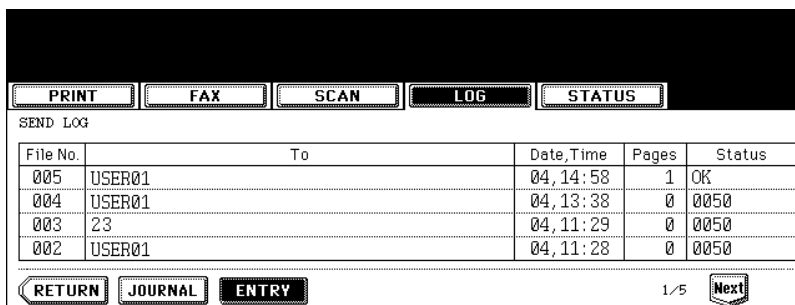 PRINT FAX SCAN LOG STATUS
SEND LOG
File No. To Date,Time Pages Status
005 USER01 04,14:58 1 OK
004 USER01 04,13:38 0 0050
003 23 04,11:29 0 0050
002 USER01 04,11:28 0 0050
RETURN JOURNAL ENTRY 1/5 Next